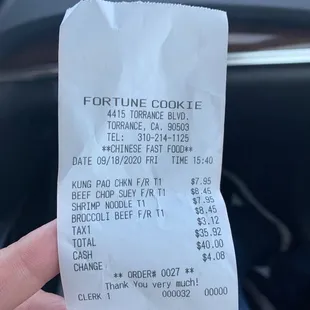 FORTUNE COOKIE
4415 TORRANCE BLVD.
TORRANCE, CA. 90503
TEL: 310-214-1125
**CHINESE FAST FOOD**
DATE 09/18/2020 FRI TIME 15:40
KUNG PAO CHKN F/R T1 $7.95
BEEF CHOP SUEY F/R T1 $8.45
SHRIMP NOODLE T1 $7.95
BROCCOLI BEEF F/R T1 $8.45
TAX1 $3.12
TOTAL $35.92
CASH $40.00
CHANGE $4.08
** ORDER# 0027 **
Thank You very much!
CLERK 1 000032 00000